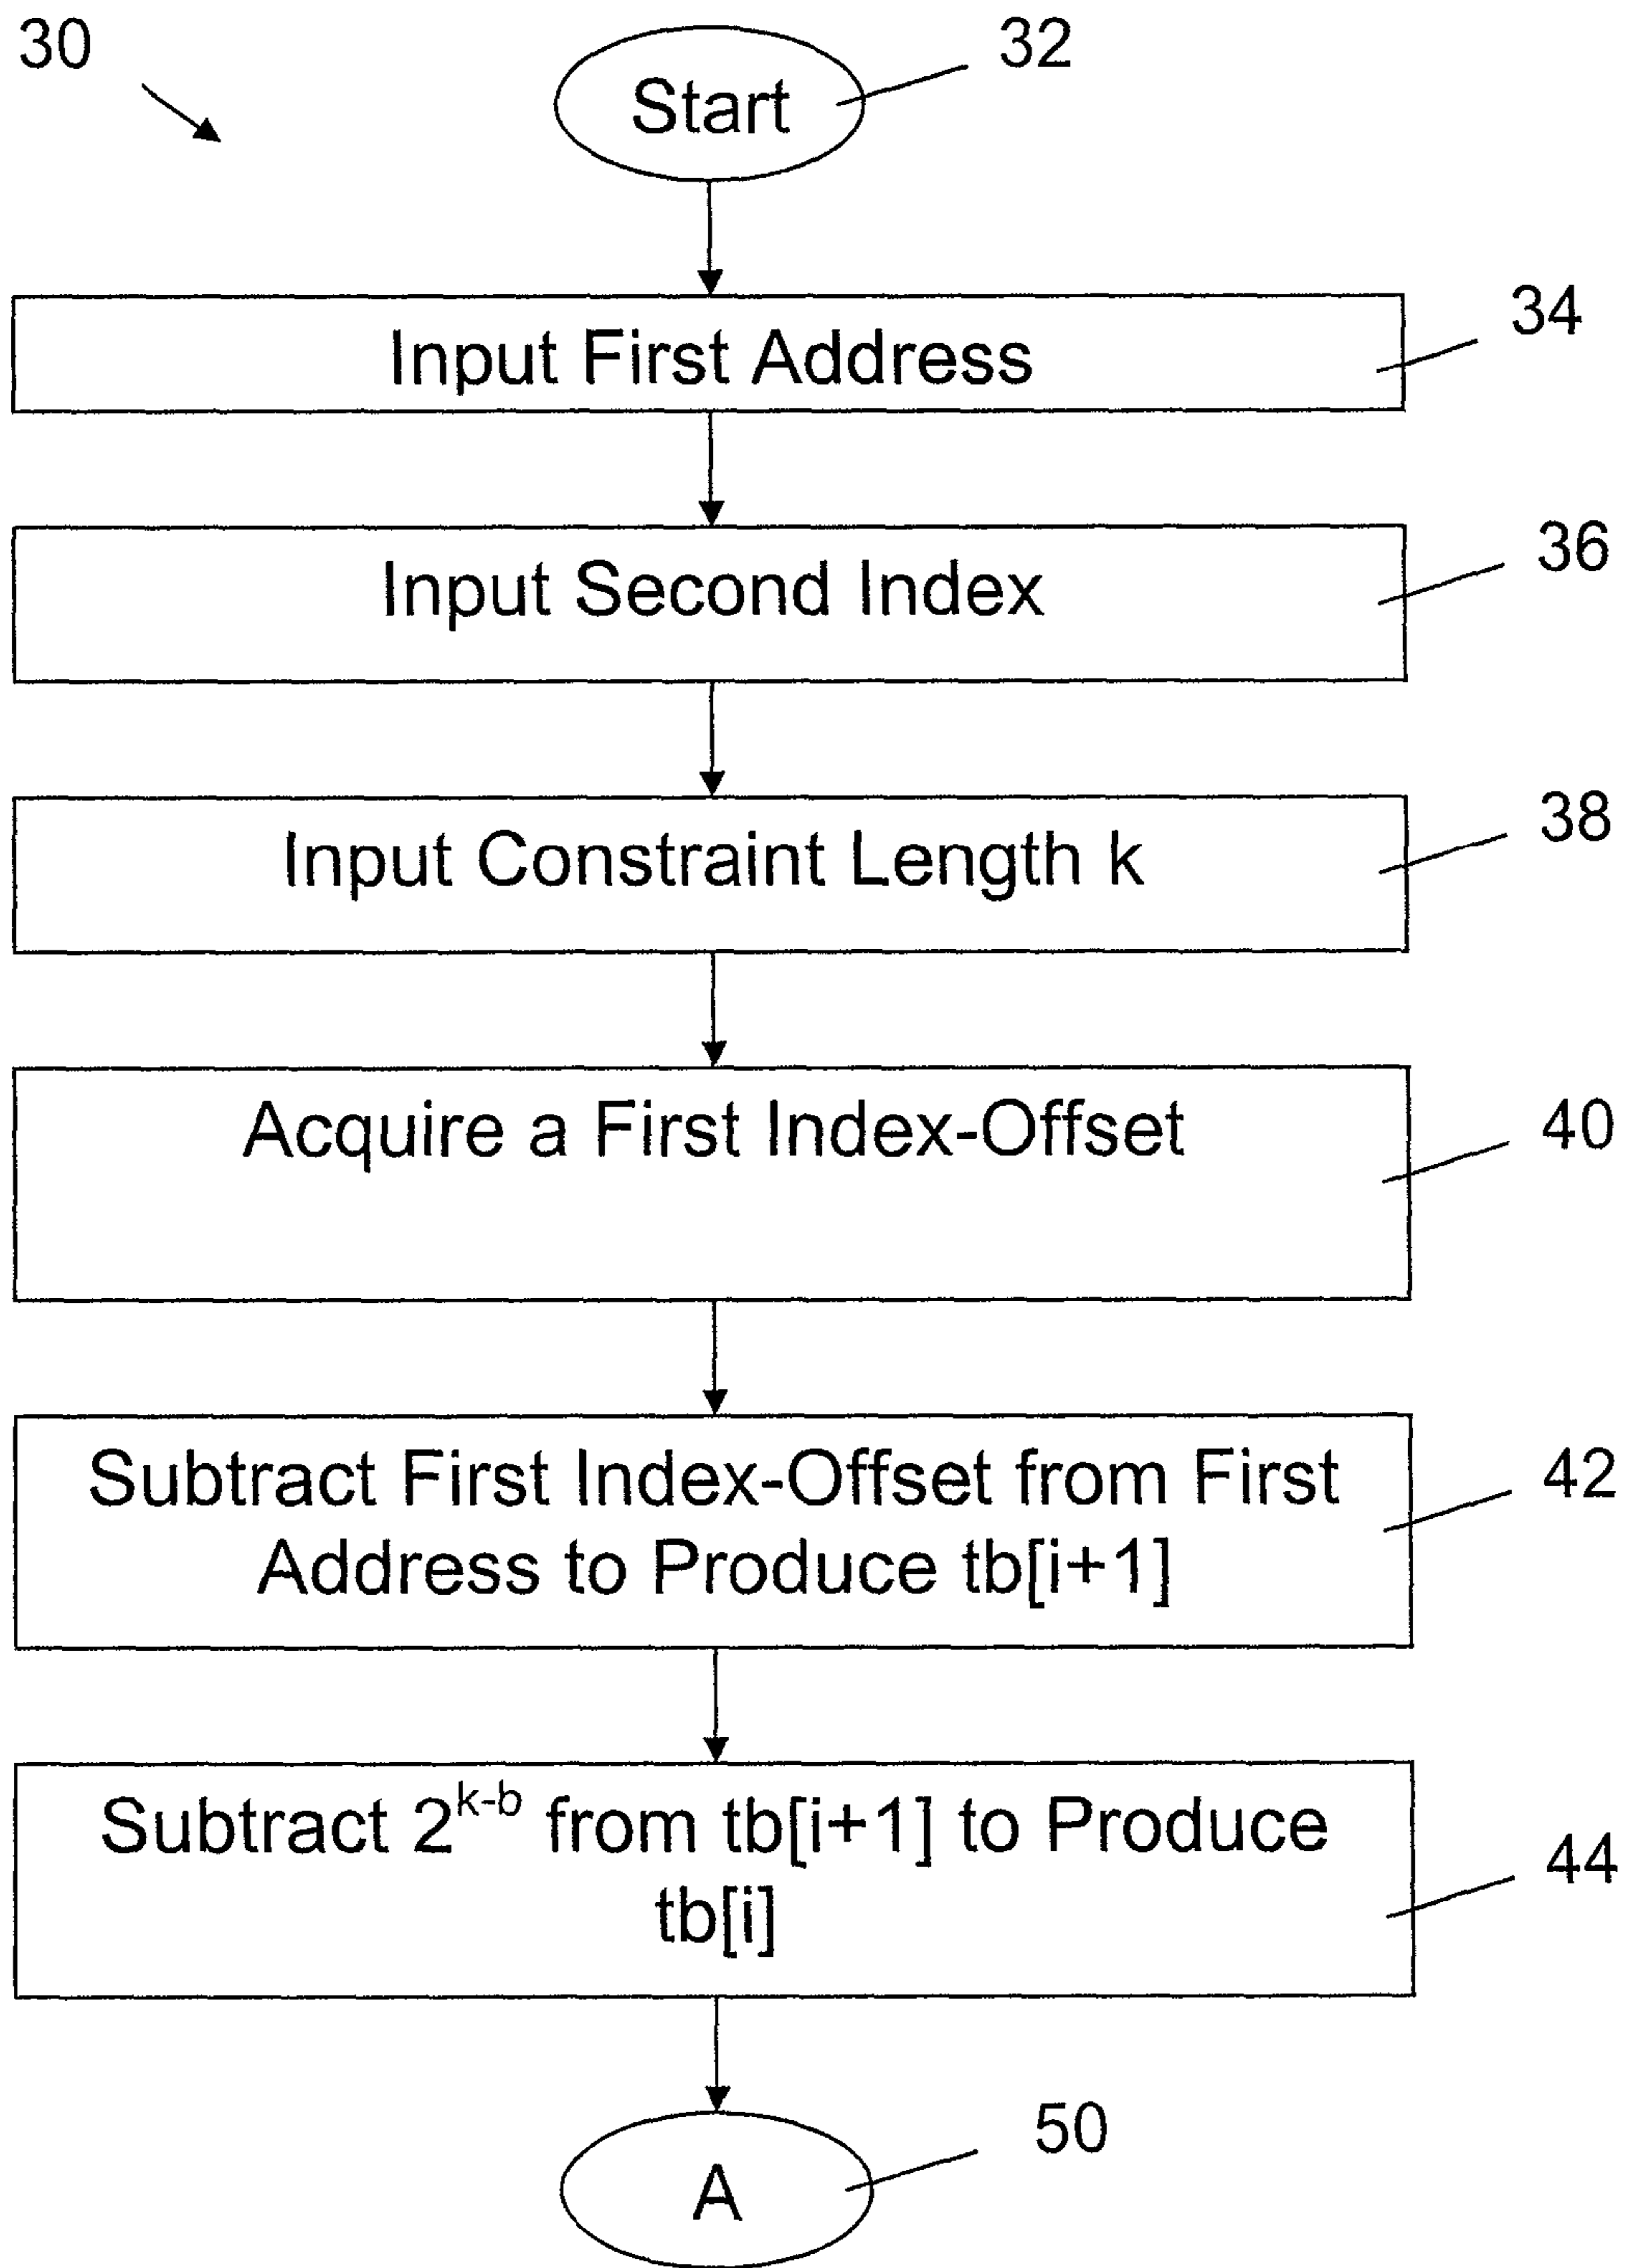 30
Start
32
Input First Address
34
Input Second Index
36
Input Constraint Length k
38
Acquire a First Index-Offset
40
Subtract First Index-Offset from First
Address to Produce tb[i+1]
42
Subtract 2^{k-b} from tb[i+1] to Produce
tb[i]
44
A
50